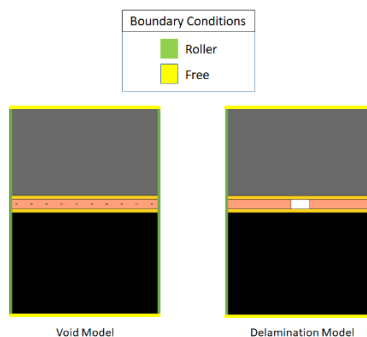 Boundary Conditions
Roller
Free
Void Model
Delamination Model